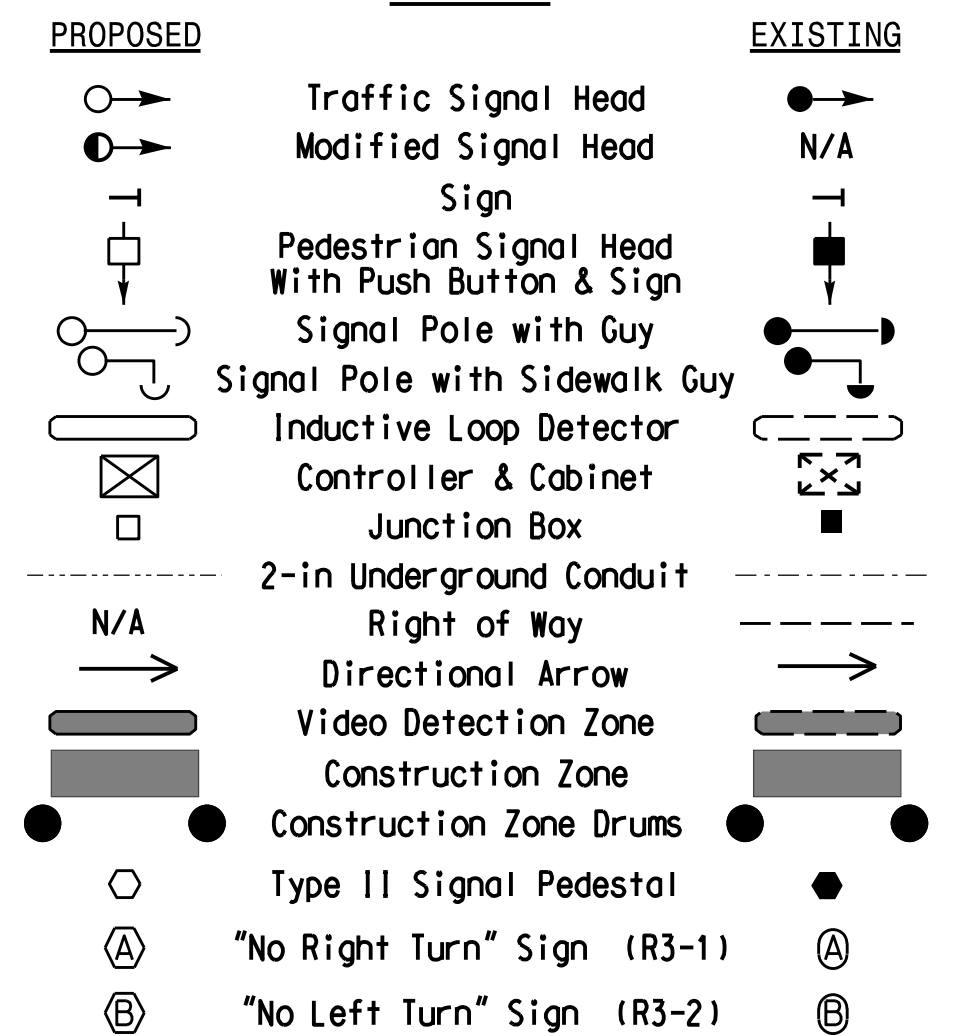 PROPOSED EXISTING
Traffic Signal Head
Modified Signal Head N/A
Sign
Pedestrian Signal Head
With Push Button & Sign
Signal Pole with Guy
Signal Pole with Sidewalk Guy
Inductive Loop Detector
Controller & Cabinet
Junction Box
2-in Underground Conduit
N/A Right of Way
Directional Arrow
Video Detection Zone
Construction Zone
Construction Zone Drums
Type II Signal Pedestal
A "No Right Turn" Sign (R3-1) A
B "No Left Turn" Sign (R3-2) B